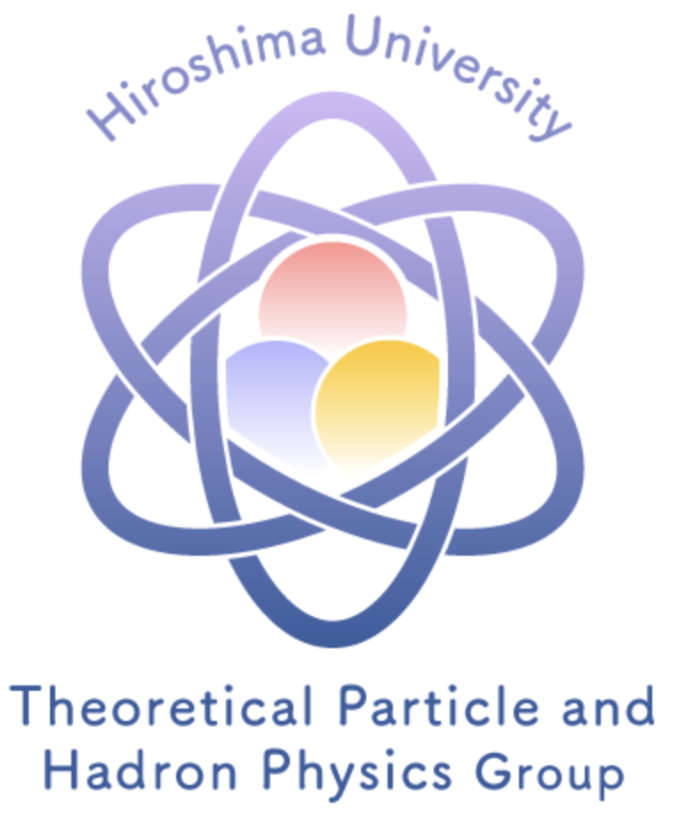 Hiroshima University
Theoretical Particle and
Hadron Physics Group